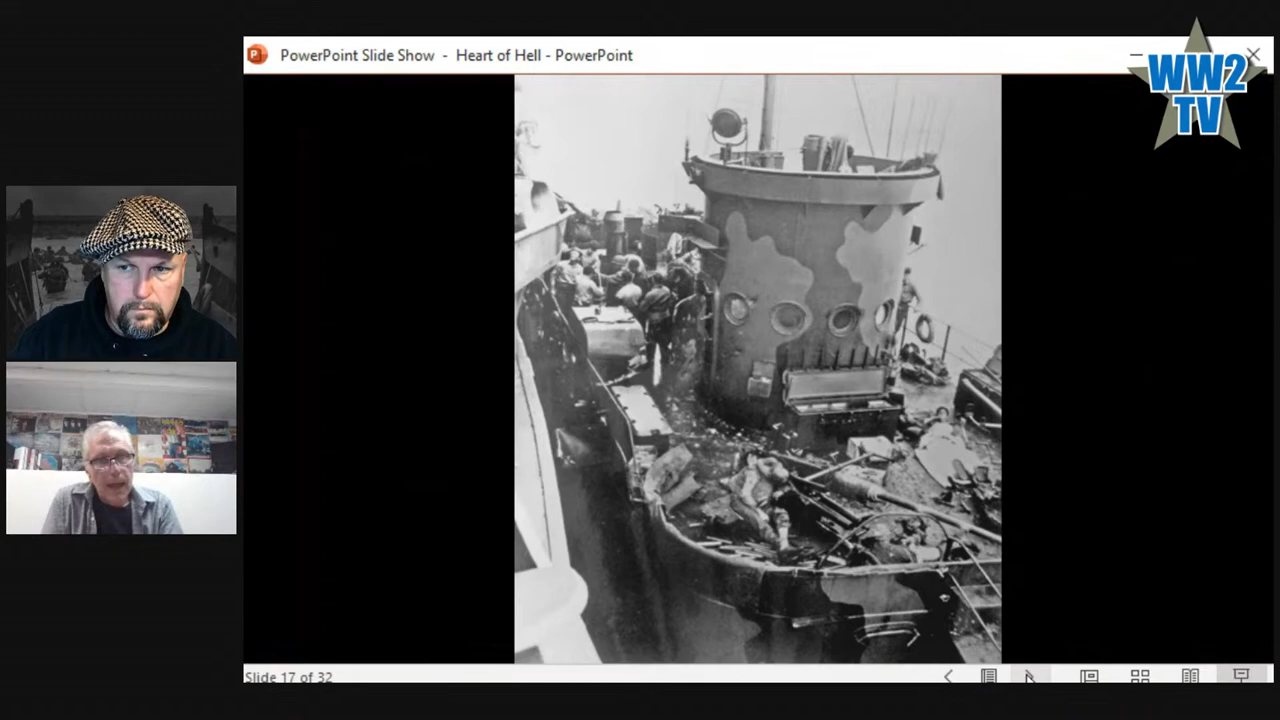 PowerPoint Slide Show - Heart of Hell - PowerPoint
WW2
TV
Slide 17 of 32